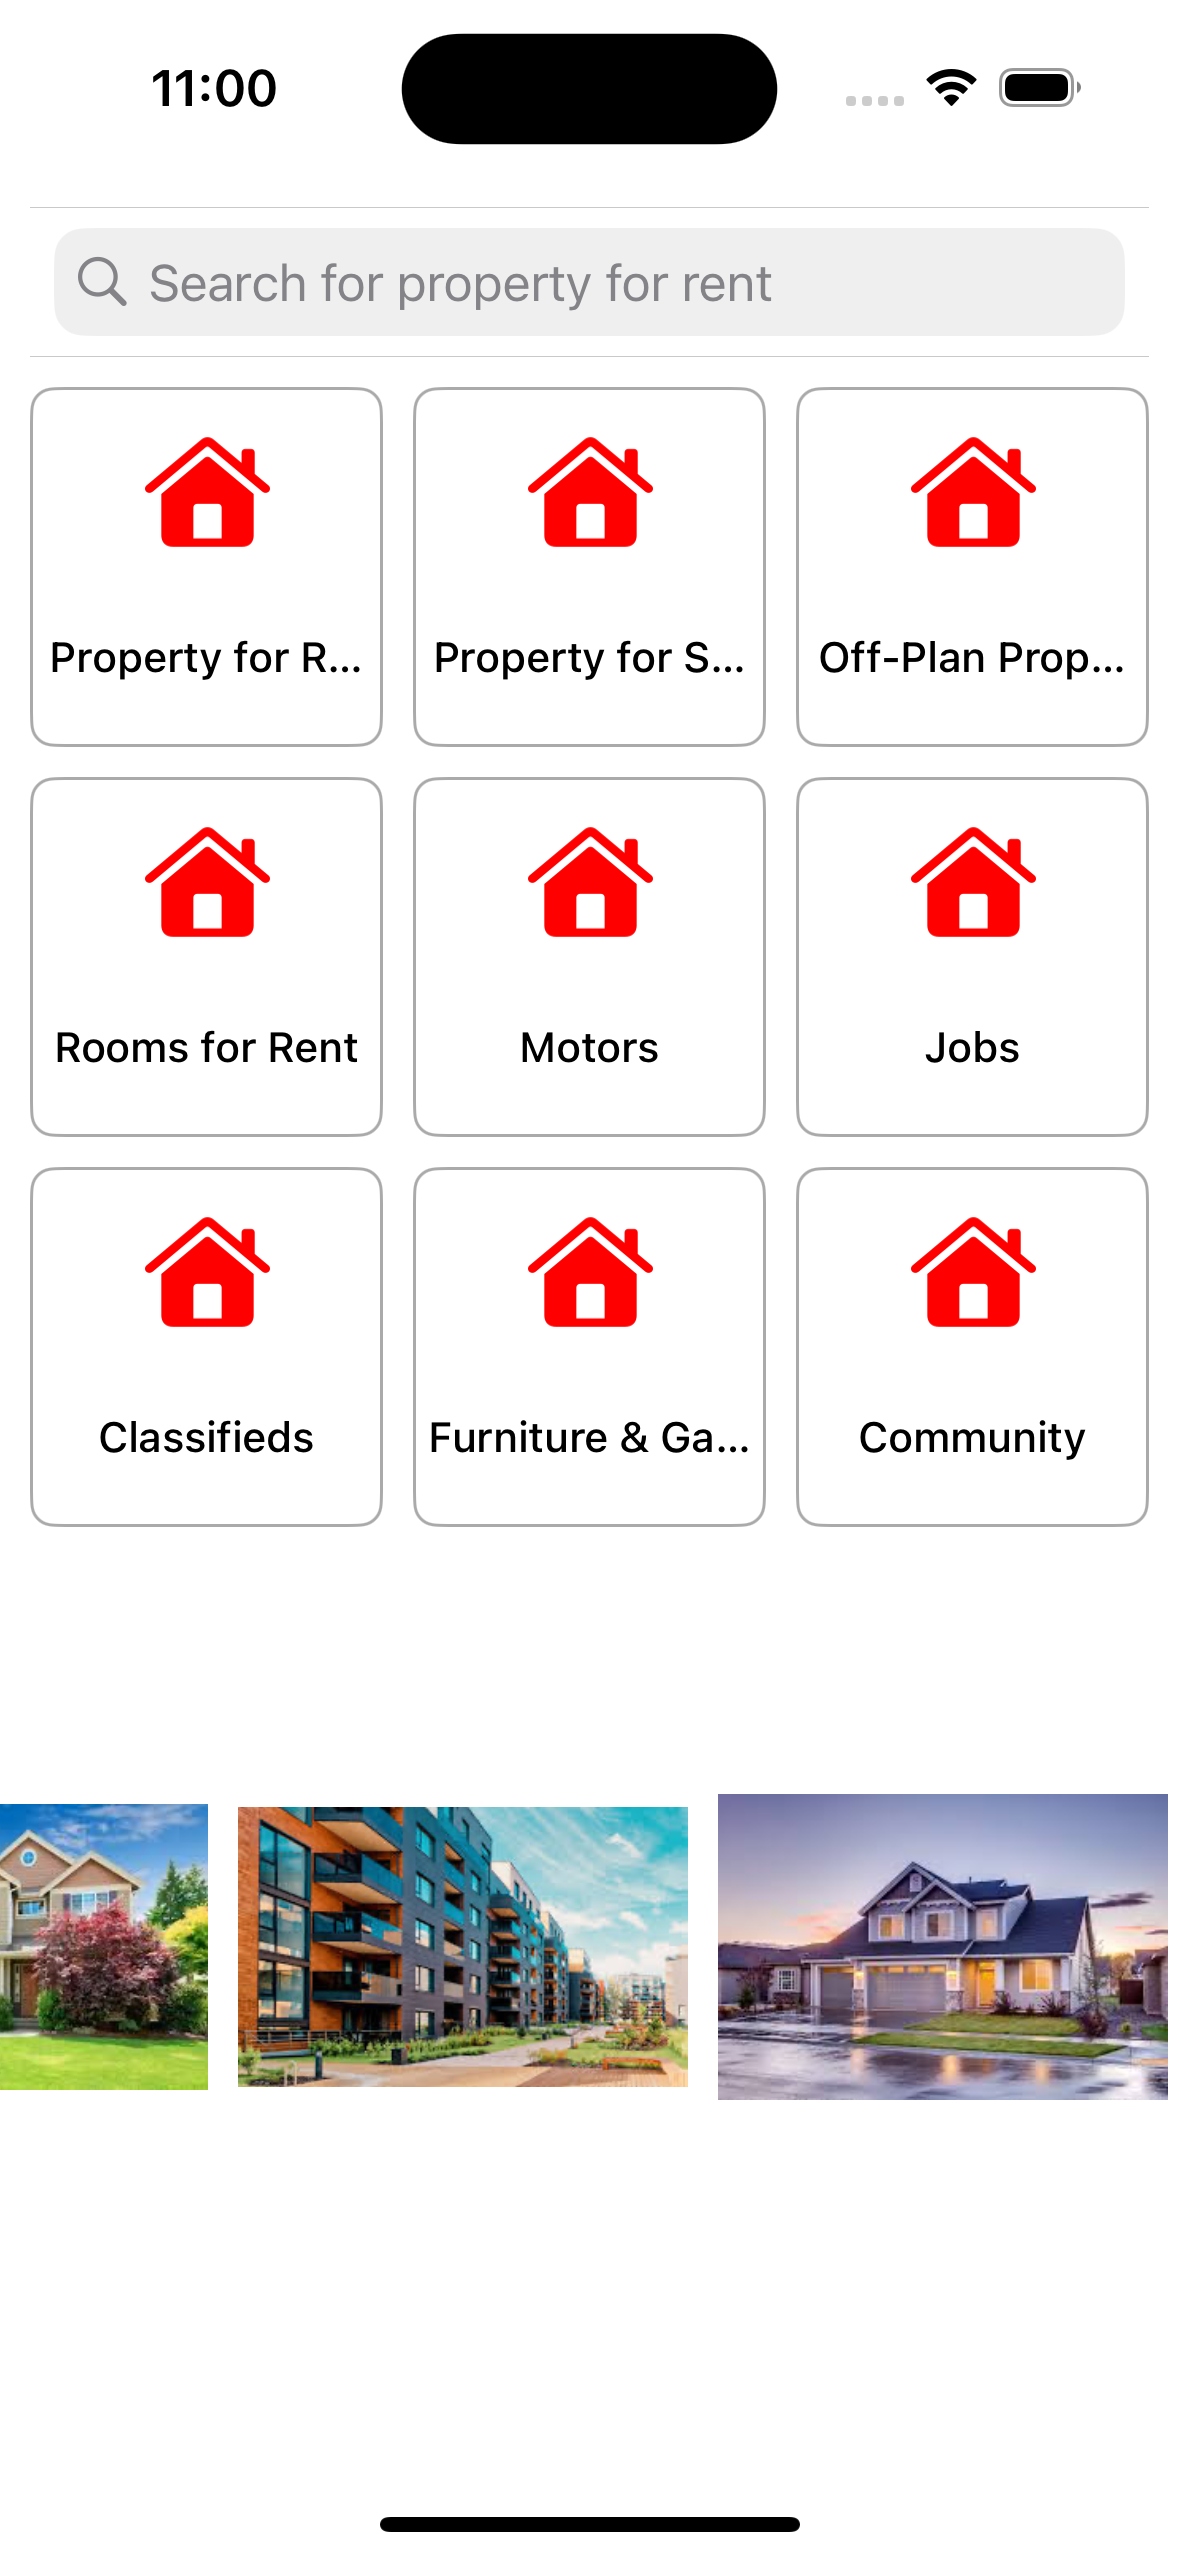 11:00
Search for property for rent
Property for R...
Property for S...
Off-Plan Prop...
Rooms for Rent
Motors
Jobs
Classifieds
Furniture & Ga...
Community